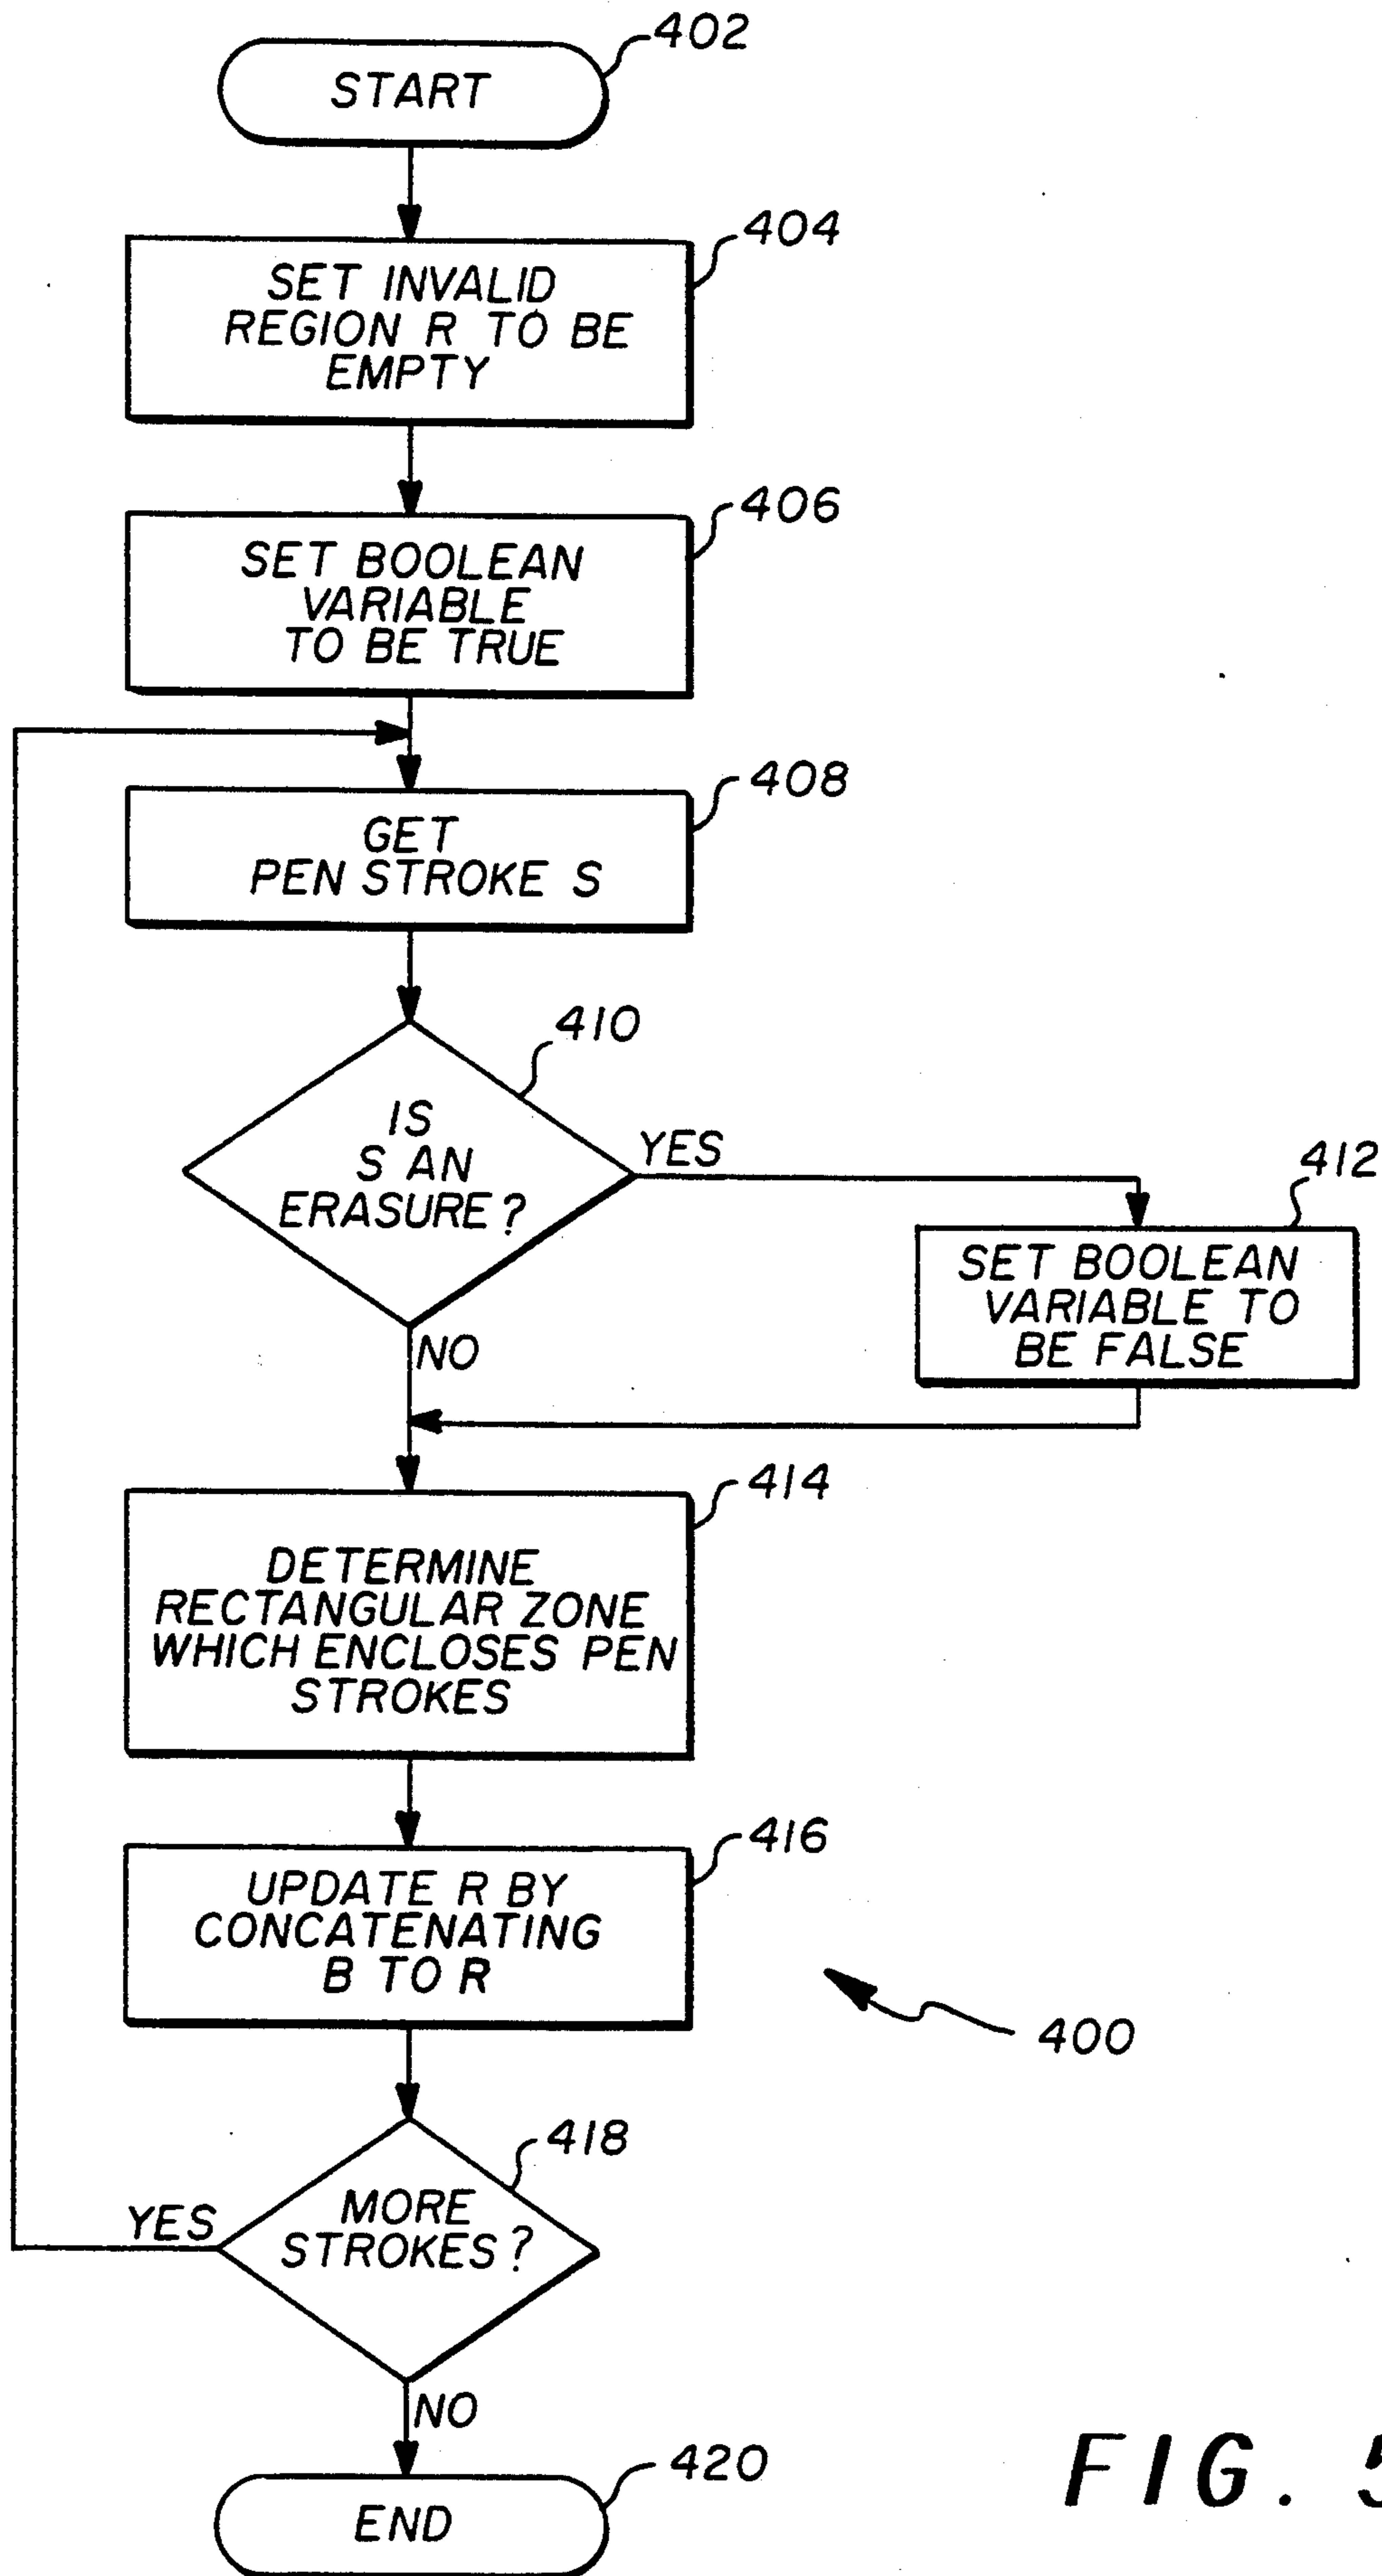 402
START
404
SET INVALID
REGION R TO BE
EMPTY
406
SET BOOLEAN
VARIABLE
TO BE TRUE
408
GET
PEN STROKE S
410
IS
S AN
ERASURE?
YES
412
SET BOOLEAN
VARIABLE TO
BE FALSE
NO
414
DETERMINE
RECTANGULAR ZONE
WHICH ENCLOSES PEN
STROKES
416
UPDATE R BY
CONCATENATING
B TO R
400
418
MORE
STROKES?
YES
NO
420
END
FIG. 5